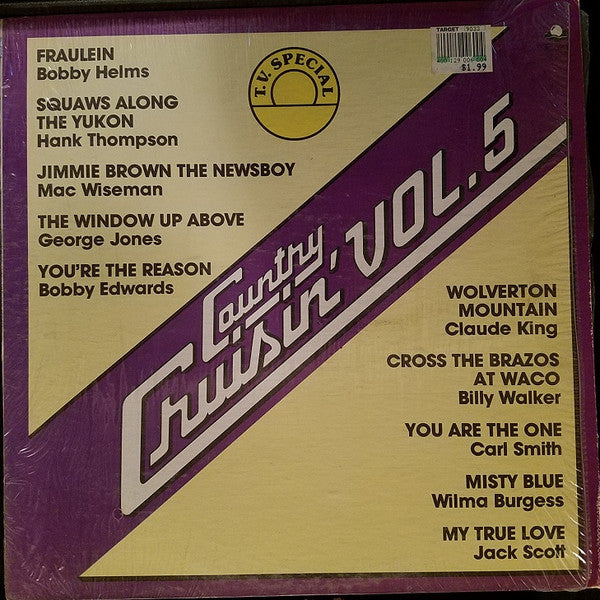 FRAULEIN
Bobby Helms
SQUAWS ALONG
THE YUKON
Hank Thompson
JIMMIE BROWN THE NEWSBOY
Mac Wiseman
THE WINDOW UP ABOVE
George Jones
YOU'RE THE REASON
Bobby Edwards
T.V. SPECIAL
TARGET 9032
$1.99
Country
Cruisin' VOL. 5
WOLVERTON
MOUNTAIN
Claude King
CROSS THE BRAZOS
AT WACO
Billy Walker
YOU ARE THE ONE
Carl Smith
MISTY BLUE
Wilma Burgess
MY TRUE LOVE
Jack Scott